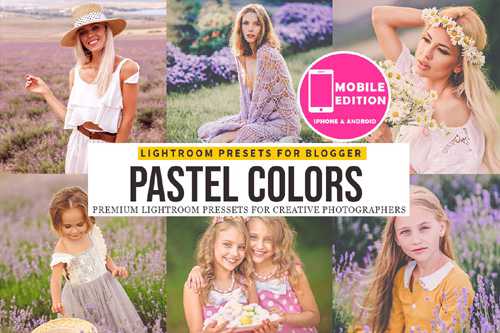 MOBILE
EDITION
IPHONE & ANDROID
LIGHTROOM PRESETS FOR BLOGGER
PASTEL COLORS
PREMIUM LIGHTROOM PRESSETS FOR CREATIVE PHOTOGRAPHERS